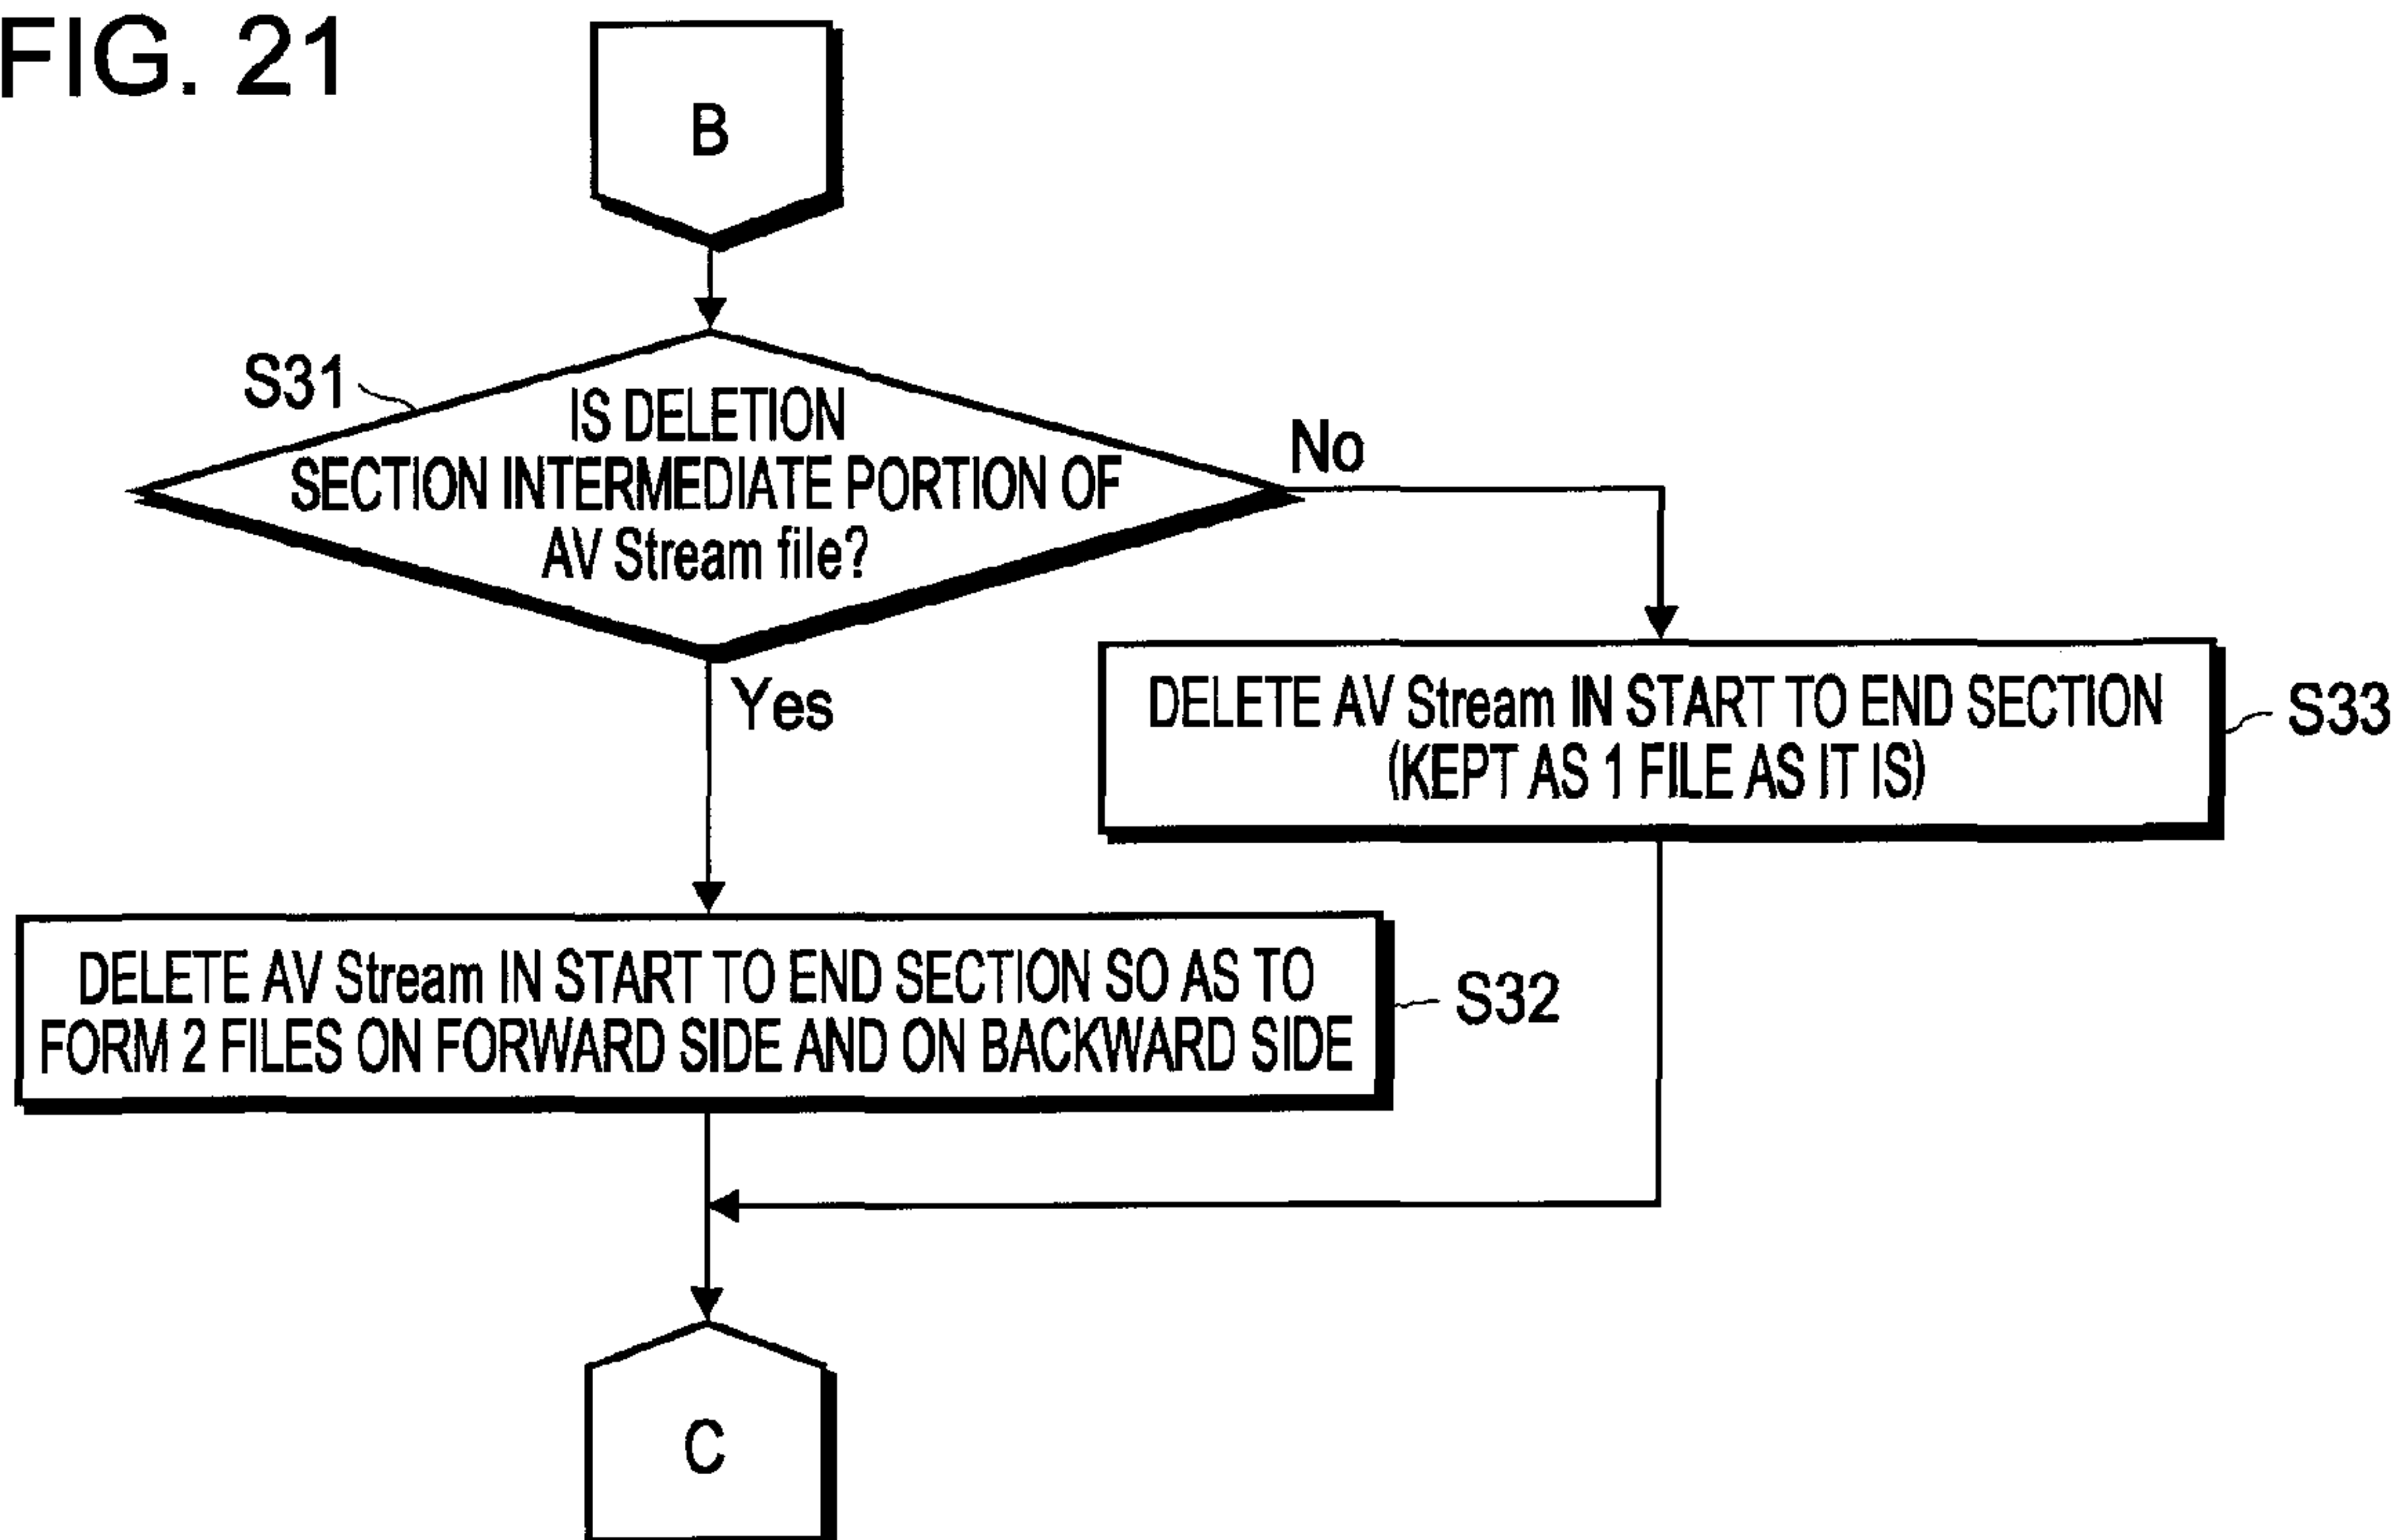 FIG. 21
B
S31
IS DELETION
SECTION INTERMEDIATE PORTION OF
AV Stream file?
No
Yes
DELETE AV Stream IN START TO END SECTION
(KEPT AS 1 FILE AS IT IS)
S33
DELETE AV Stream IN START TO END SECTION SO AS TO
FORM 2 FILES ON FORWARD SIDE AND ON BACKWARD SIDE
S32
C